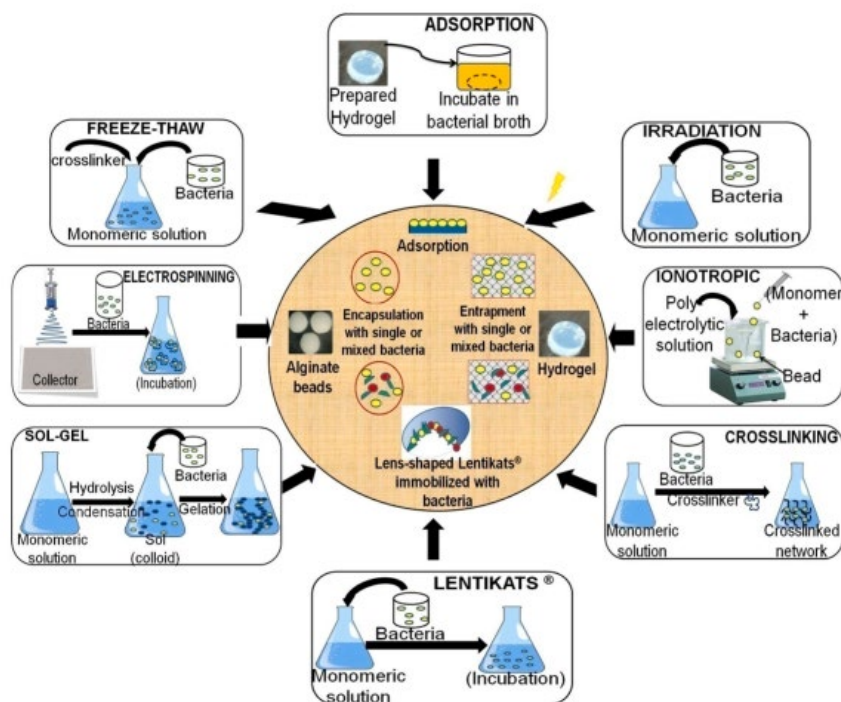 ADSORPTION
Prepared
Hydrogel
Incubate in
bacterial broth
FREEZE-THAW
crosslinker
Bacteria
Monomeric solution
IRRADIATION
Bacteria
Monomeric solution
ELECTROSPINNING
Bacteria
Collector
(Incubation)
Adsorption
Encapsulation
with single or
mixed bacteria
Entrapment
with single or
mixed bacteria
Alginate
beads
Hydrogel
Lens-shaped Lentikats®
immobilized with
bacteria
IONOTROPIC
Poly
electrolytic
solution
(Monomer
+
Bacteria)
Bead
SOL-GEL
Bacteria
Hydrolysis
Condensation
Gelation
Monomeric
solution
Sol
(colloid)
CROSSLINKING
Bacteria
Crosslinker
Monomeric
solution
Crosslinked
network
LENTIKATS ®
Bacteria
Monomeric
solution
(Incubation)